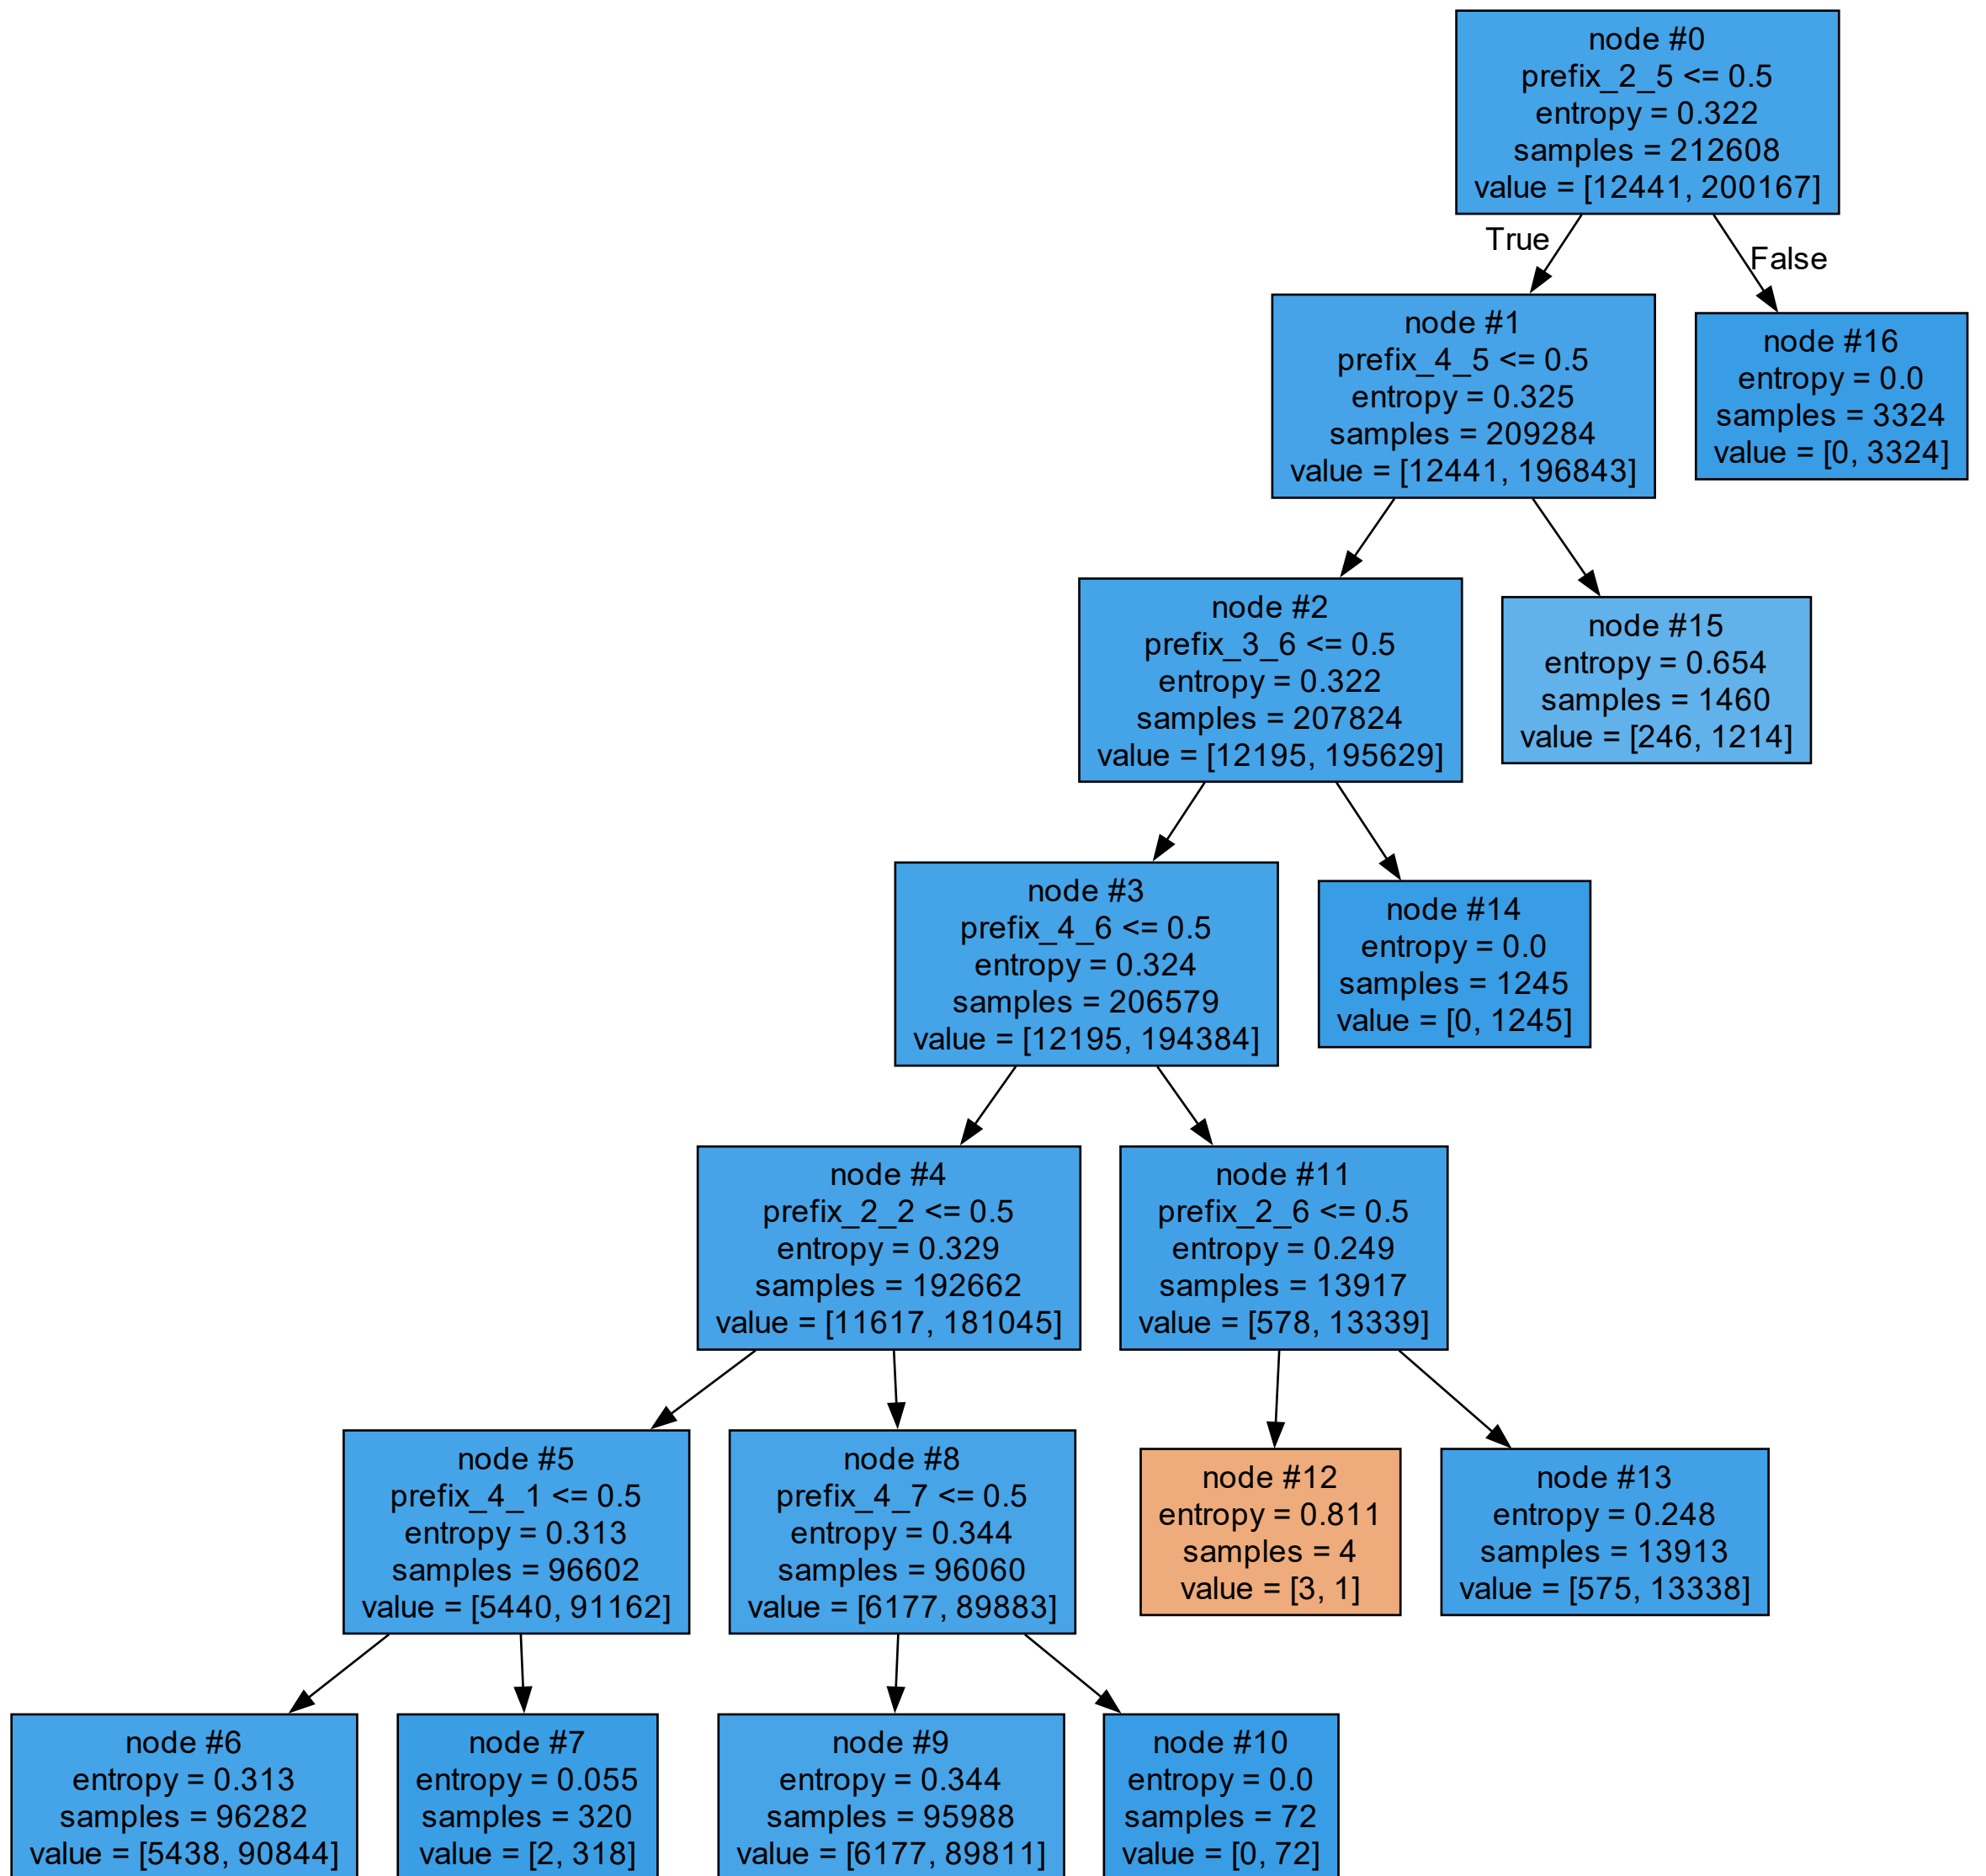 node #0
prefix_2_5 <= 0.5
entropy = 0.322
samples = 212608
value = [12441, 200167]
True
False
node #1
prefix_4_5 <= 0.5
entropy = 0.325
samples = 209284
value = [12441, 196843]
node #16
entropy = 0.0
samples = 3324
value = [0, 3324]
node #2
prefix_3_6 <= 0.5
entropy = 0.322
samples = 207824
value = [12195, 195629]
node #15
entropy = 0.654
samples = 1460
value = [246, 1214]
node #3
prefix_4_6 <= 0.5
entropy = 0.324
samples = 206579
value = [12195, 194384]
node #14
entropy = 0.0
samples = 1245
value = [0, 1245]
node #4
prefix_2_2 <= 0.5
entropy = 0.329
samples = 192662
value = [11617, 181045]
node #11
prefix_2_6 <= 0.5
entropy = 0.249
samples = 13917
value = [578, 13339]
node #5
prefix_4_1 <= 0.5
entropy = 0.313
samples = 96602
value = [5440, 91162]
node #8
prefix_4_7 <= 0.5
entropy = 0.344
samples = 96060
value = [6177, 89883]
node #12
entropy = 0.811
samples = 4
value = [3, 1]
node #13
entropy = 0.248
samples = 13913
value = [575, 13338]
node #6
entropy = 0.313
samples = 96282
value = [5438, 90844]
node #7
entropy = 0.055
samples = 320
value = [2, 318]
node #9
entropy = 0.344
samples = 95988
value = [6177, 89811]
node #10
entropy = 0.0
samples = 72
value = [0, 72]